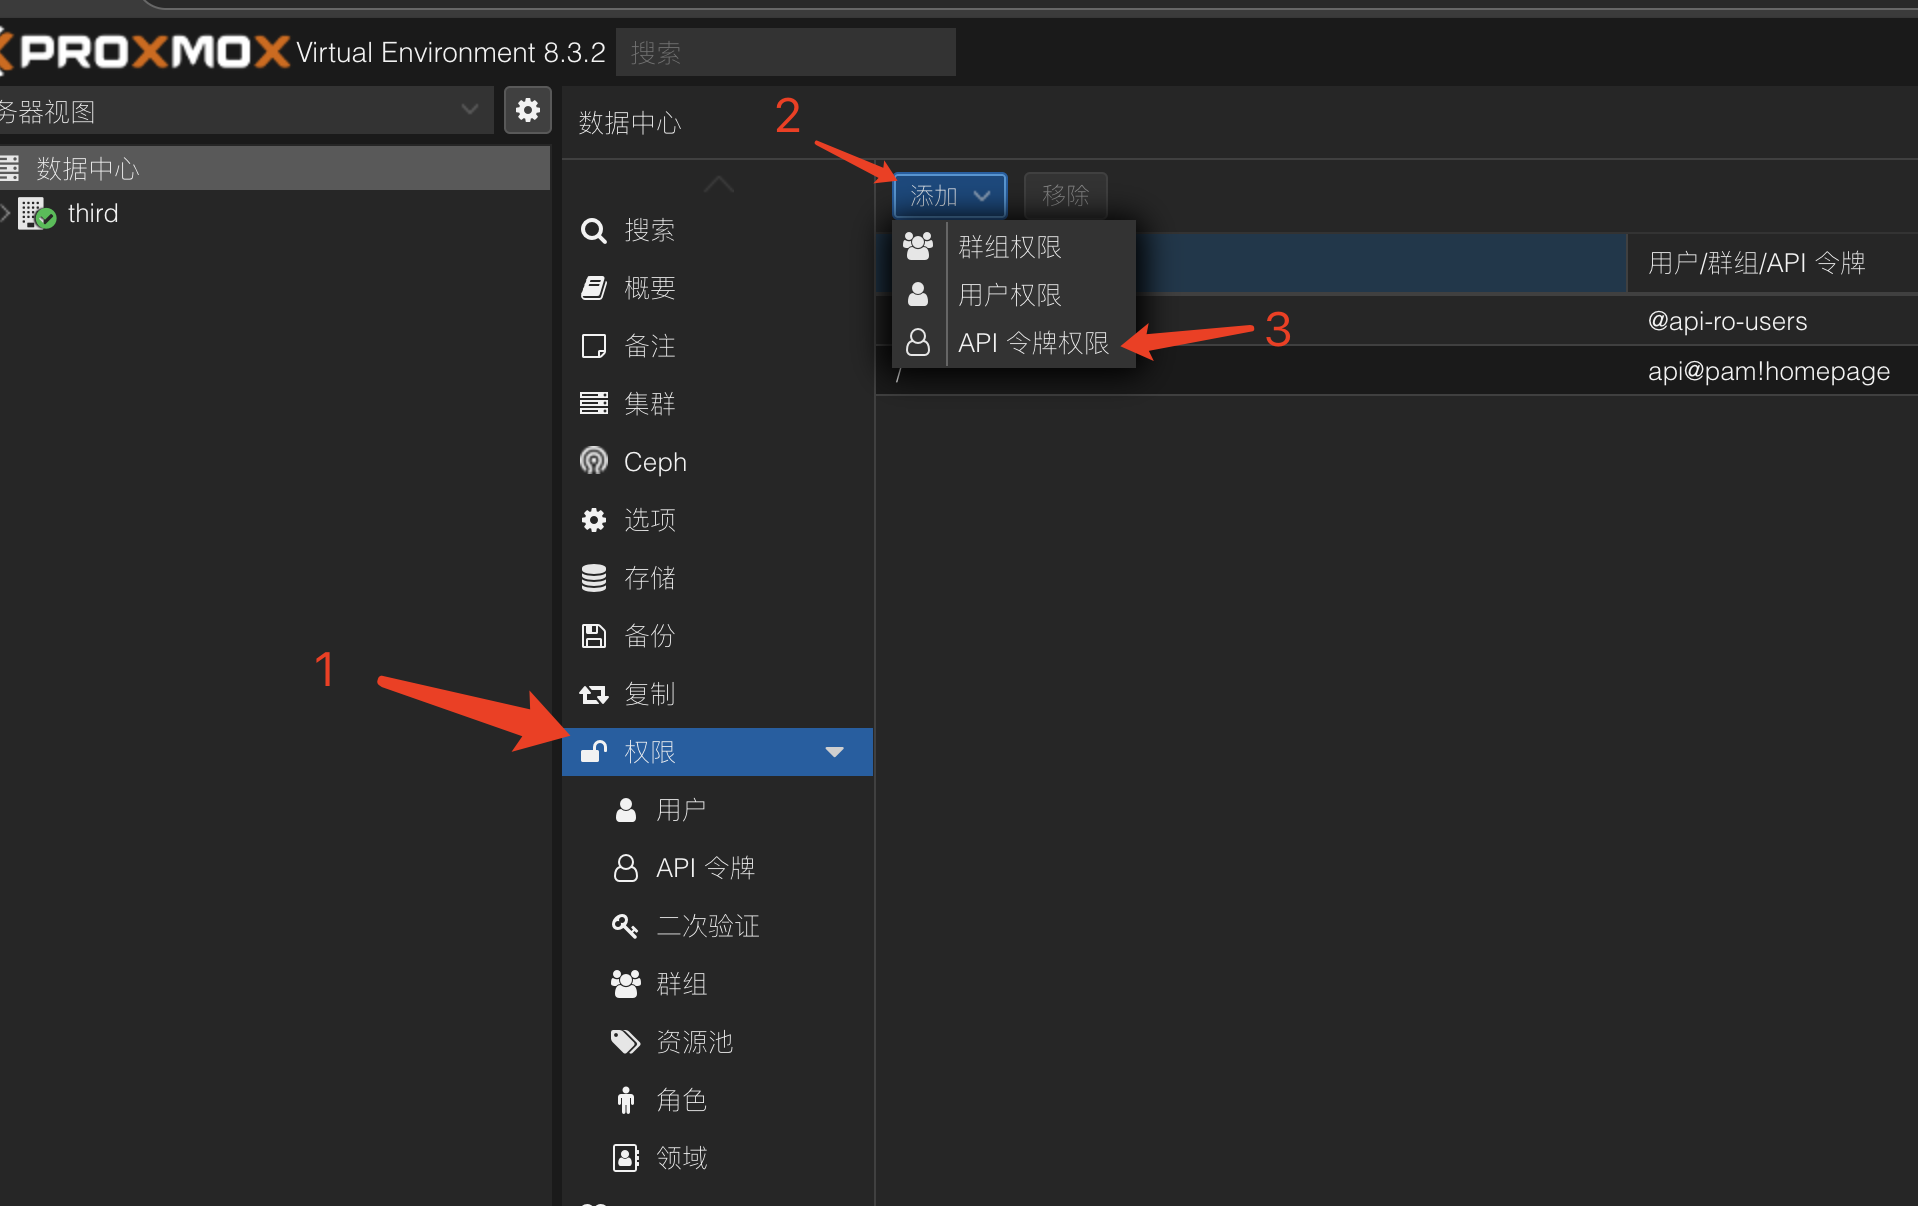 PROXMOX Virtual Environment 8.3.2 搜索
务器视图
数据中心
third
数据中心
搜索
概要
备注
集群
Ceph
选项
存储
备份
复制
权限
用户
API 令牌
二次验证
群组
资源池
角色
领域
添加 移除
群组权限
用户权限
API 令牌权限
用户/群组/API 令牌
@api-ro-users
/ api@pam!homepage
1
2
3